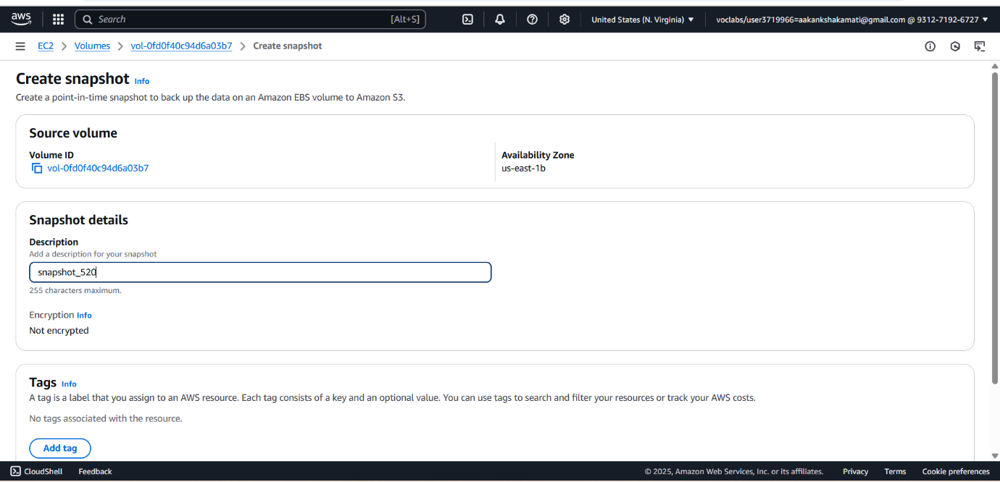 aws
Search [Alt+S] United States (N. Virginia) voclabs/user3719966=aakankshakamati@gmail.com @ 9312-7192-6727
EC2 > Volumes > vol-0fd0f40c94d6a03b7 > Create snapshot
Create snapshot Info
Create a point-in-time snapshot to back up the data on an Amazon EBS volume to Amazon S3.
Source volume
Volume ID
vol-0fd0f40c94d6a03b7
Availability Zone
us-east-1b
Snapshot details
Description
Add a description for your snapshot
snapshot_520
255 characters maximum.
Encryption Info
Not encrypted
Tags Info
A tag is a label that you assign to an AWS resource. Each tag consists of a key and an optional value. You can use tags to search and filter your resources or track your AWS costs.
No tags associated with the resource.
Add tag
CloudShell Feedback © 2025, Amazon Web Services, Inc. or its affiliates. Privacy Terms Cookie preferences